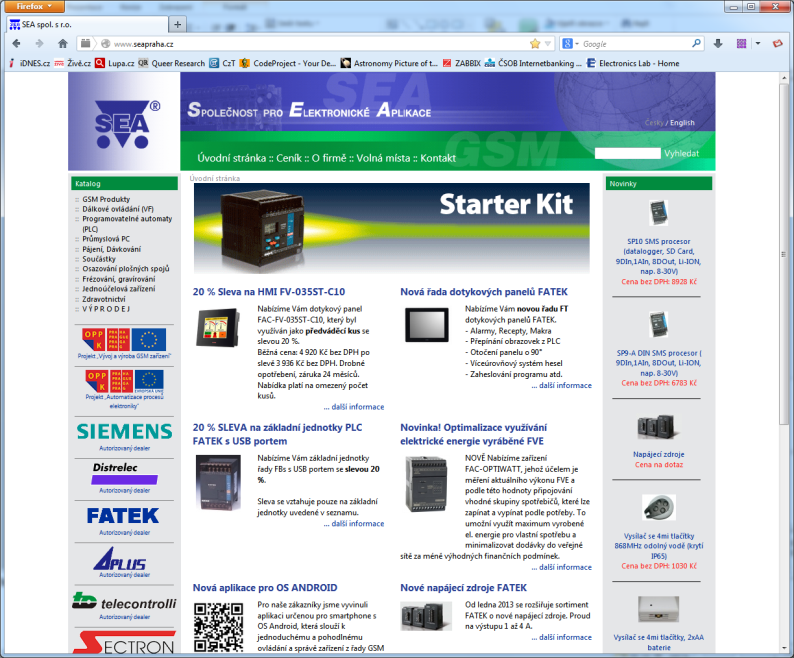 Firefox
SEA spol. s r.o.
www.seapraha.cz
Google
iDNES.cz Živě.cz Lupa.cz Queer Research CzT CodeProject - Your De... Astronomy Picture of t... ZABBIX ČSOB Internetbanking ... Electronics Lab - Home
SEA ®
SPOLEČNOST PRO ELEKTRONICKÉ APLIKACE
SEA
Česky / English
GSM
Úvodní stránka :: Ceník :: O firmě :: Volná místa :: Kontakt
Vyhledat
Katalog
GSM Produkty
Dálkové ovládání (VF)
Programovatelné automaty
(PLC)
Průmyslová PC
Pájení, Dávkování
Součástky
Osazování plošných spojů
Frézování, gravírování
Jednoúčelová zařízení
Zdravotnictví
V Ý P R O D E J
Projekt „Vývoj a výroba GSM zařízení"
Projekt „Automatizace procesů
elektroniky"
SIEMENS
Autorizovaný dealer
Distrelec
Autorizovaný dealer
FATEK
Autorizovaný dealer
APLUS
Autorizovaný dealer
telecontrolli
Autorizovaný dealer
SECTRON
Úvodní stránka
Starter Kit
20 % Sleva na HMI FV-035ST-C10
Nabízíme Vám dotykový panel
FAC-FV-035ST-C10, který byl
využíván jako předváděcí kus se
slevou 20 %.
Běžná cena: 4 920 Kč bez DPH po
slevě 3 936 Kč bez DPH. Drobné
opotřebení, záruka 24 měsíců.
Nabídka platí na omezený počet
kusů.
... další informace
Nová řada dotykových panelů FATEK
Nabízíme Vám novou řadu FT
dotykových panelů FATEK.
- Alarmy, Recepty, Makra
- Přepínání obrazovek z PLC
- Otočení panelu o 90°
- Víceúrovňový systém hesel
- Zaheslování programu atd.
... další informace
20 % SLEVA na základní jednotky PLC
FATEK s USB portem
Nabízíme Vám základní jednotky
řady FBs s USB portem se slevou 20
%.
Sleva se vztahuje pouze na základní
jednotky uvedené v seznamu.
... další informace
Novinka! Optimalizace využívání
elektrické energie vyráběné FVE
NOVĚ Nabízíme zařízení
FAC-OPTIWATT, jehož účelem je
měření aktuálního výkonu FVE a
podle této hodnoty připojování
vhodné skupiny spotřebičů, které lze
zapínat a vypínat podle potřeby. To
umožní využít maximum vyrobené
el. energie pro vlastní spotřebu a
minimalizovat dodávky do veřejné
sítě za méně výhodných finančních podmínek.
... další informace
Nová aplikace pro OS ANDROID
Pro naše zákazníky jsme vyvinuli
aplikaci určenou pro smartphone s
OS Android, která slouží k
jednoduchému a pohodlnému
ovládání a správě zařízení z řady GSM
Nové napájecí zdroje FATEK
Od ledna 2013 se rozšiřuje sortiment
FATEK o nové napájecí zdroje. Proud
na výstupu 1 až 4 A.
... další informace
Novinky
SP10 SMS procesor
(datalogger, SD Card,
9DIn,1AIn, 8DOut, Li-ION,
nap. 8-30V)
Cena bez DPH: 8928 Kč
SP9-A DIN SMS procesor (
9DIn,1AIn, 8DOut, Li-ION,
nap. 8-30V)
Cena bez DPH: 6783 Kč
Napájecí zdroje
Cena na dotaz
Vysílač se 4mi tlačítky
868MHz odolný vodě (krytí
IP65)
Cena bez DPH: 1030 Kč
Vysílač se 4mi tlačítky, 2xAA
baterie